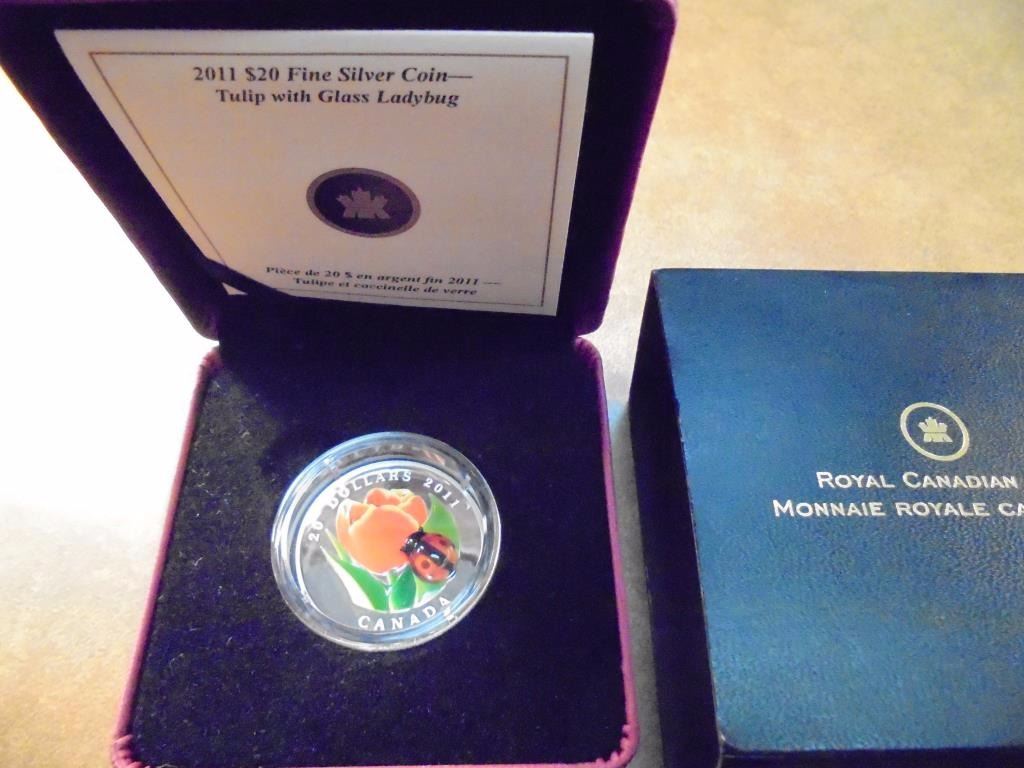 2011 $20 Fine Silver Coin—
Tulip with Glass Ladybug
Pièce de 20 $ en argent fin 2011 —
Tulipe et coccinelle de verre
20 DOLLARS 2011
CANADA
ROYAL CANADIAN
MONNAIE ROYALE CA